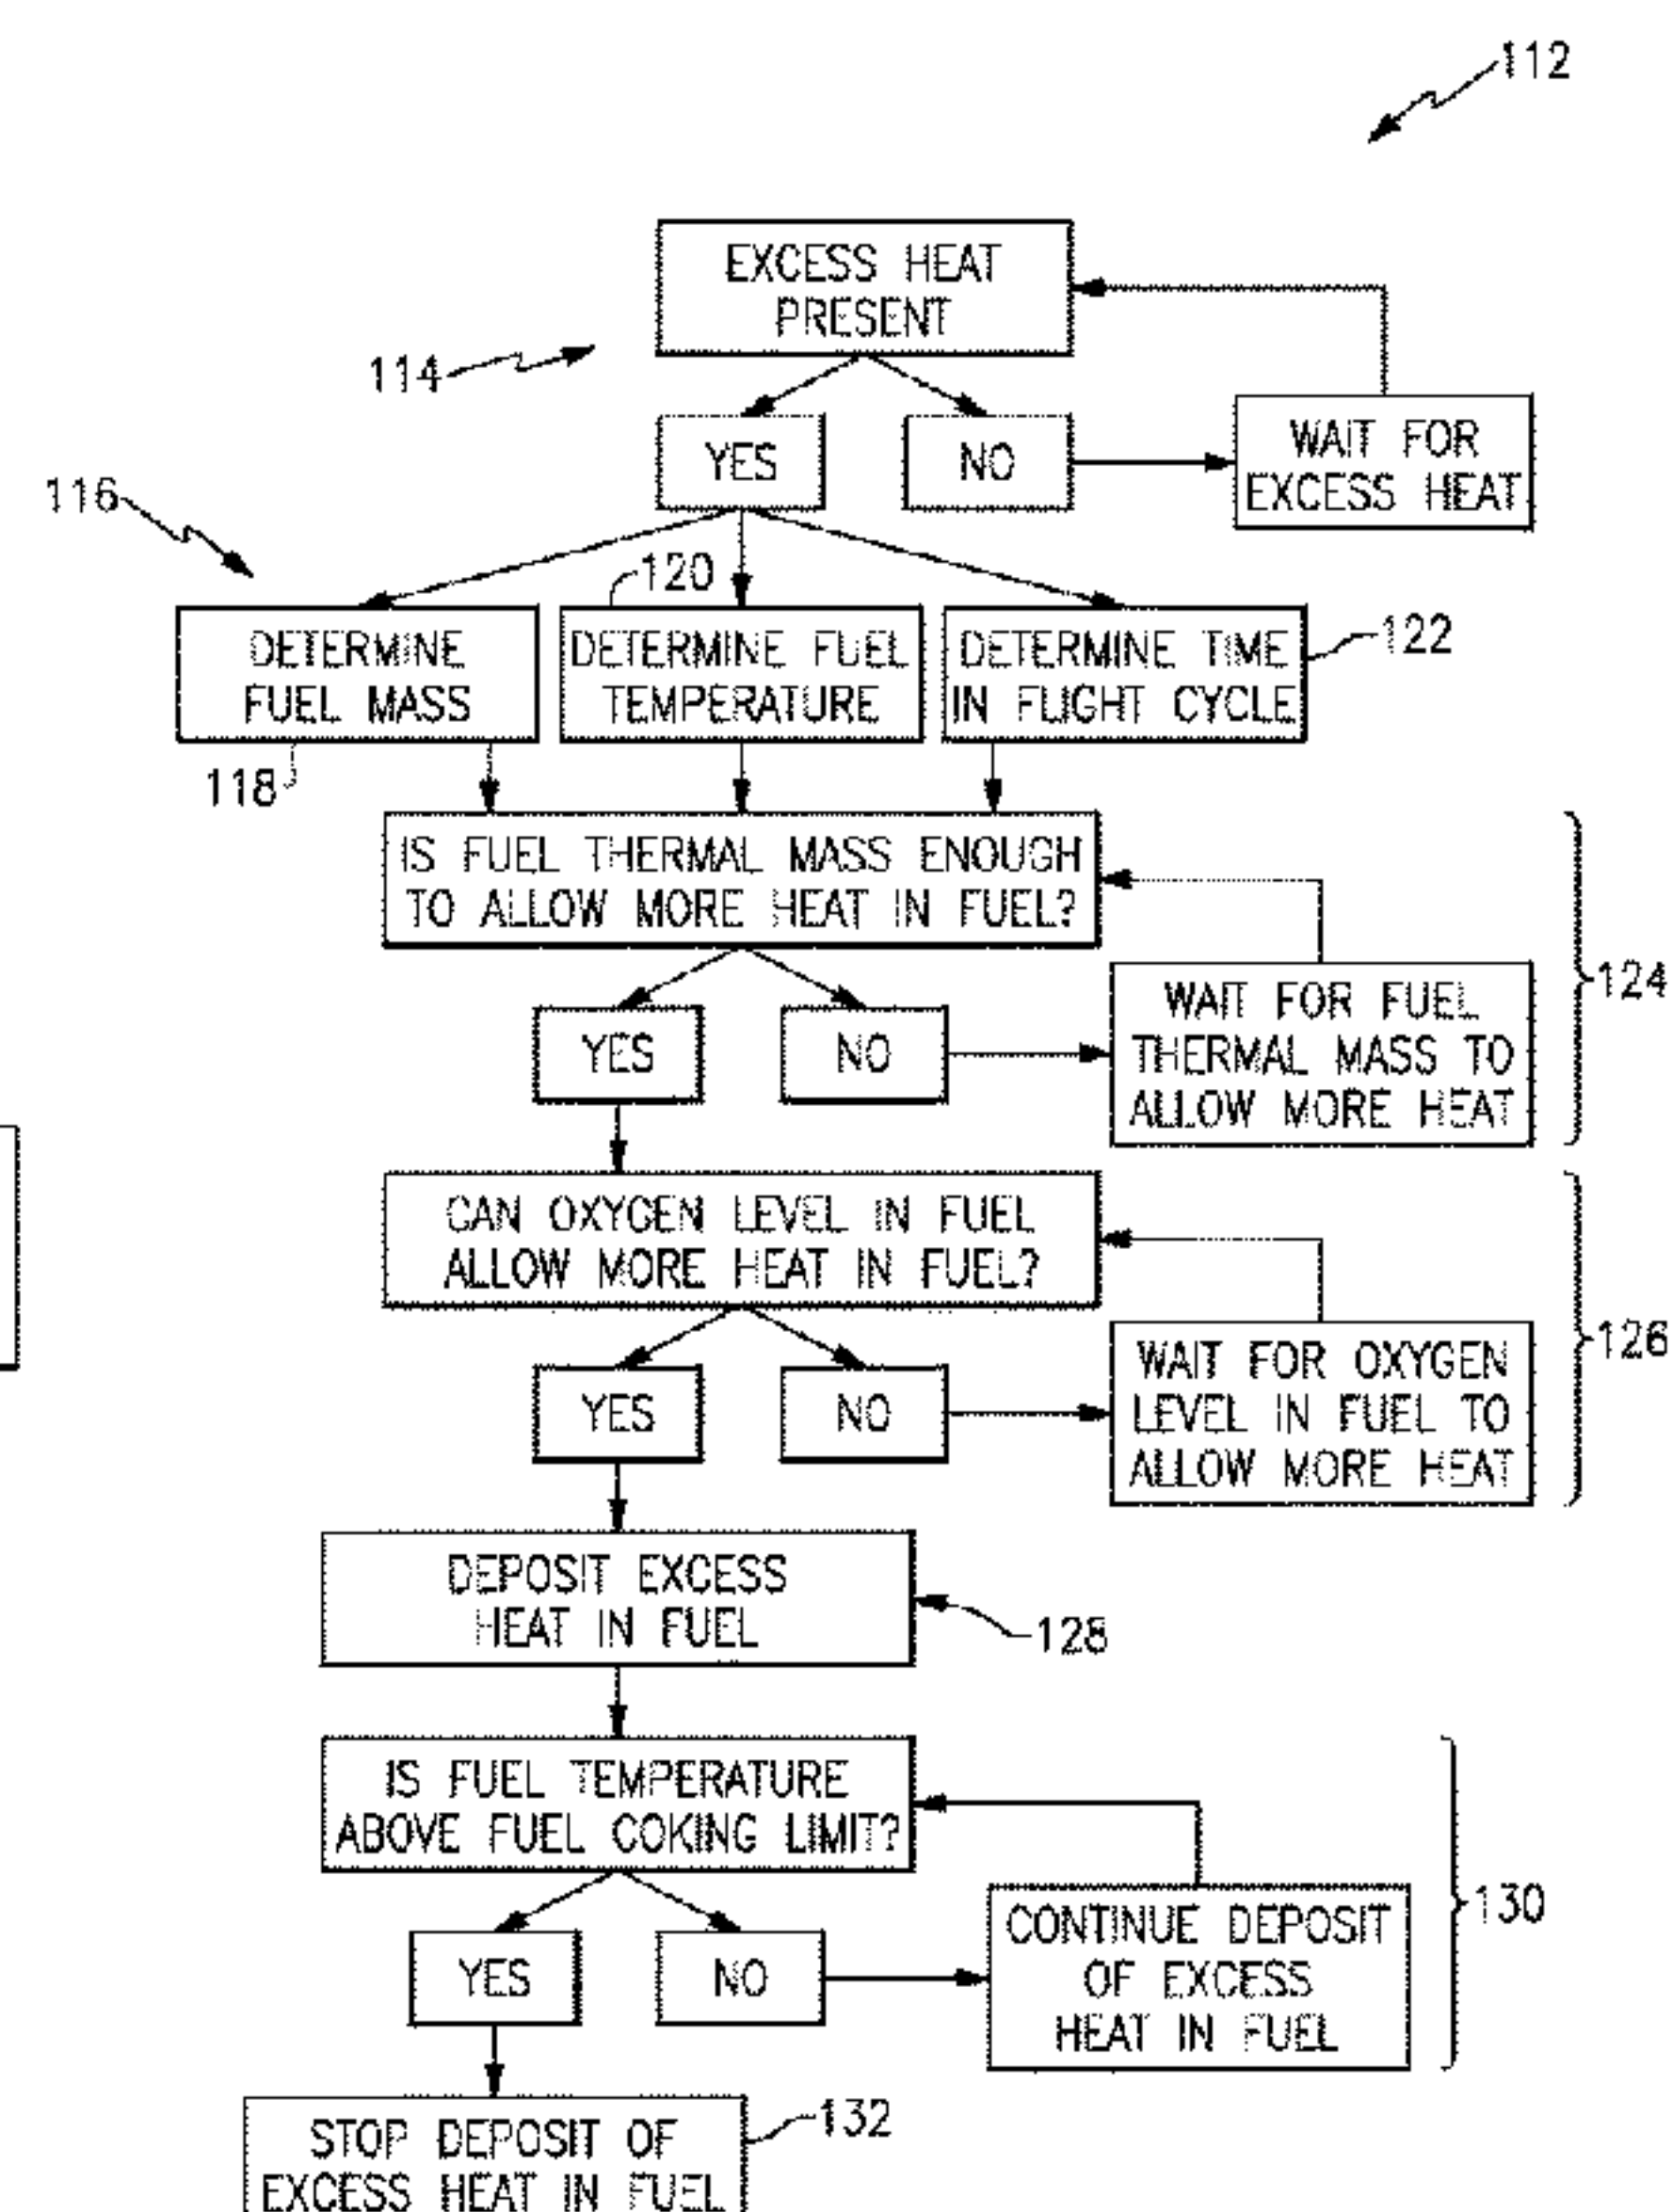 112
EXCESS HEAT
PRESENT
114
YES
NO
WAIT FOR
EXCESS HEAT
116
120
DETERMINE
FUEL MASS
DETERMINE FUEL
TEMPERATURE
DETERMINE TIME
IN FLIGHT CYCLE
122
118
IS FUEL THERMAL MASS ENOUGH
TO ALLOW MORE HEAT IN FUEL?
124
YES
NO
WAIT FOR FUEL
THERMAL MASS TO
ALLOW MORE HEAT
CAN OXYGEN LEVEL IN FUEL
ALLOW MORE HEAT IN FUEL?
126
YES
NO
WAIT FOR OXYGEN
LEVEL IN FUEL TO
ALLOW MORE HEAT
DEPOSIT EXCESS
HEAT IN FUEL
128
IS FUEL TEMPERATURE
ABOVE FUEL COKING LIMIT?
130
YES
NO
CONTINUE DEPOSIT
OF EXCESS
HEAT IN FUEL
132
STOP DEPOSIT OF
EXCESS HEAT IN FUEL